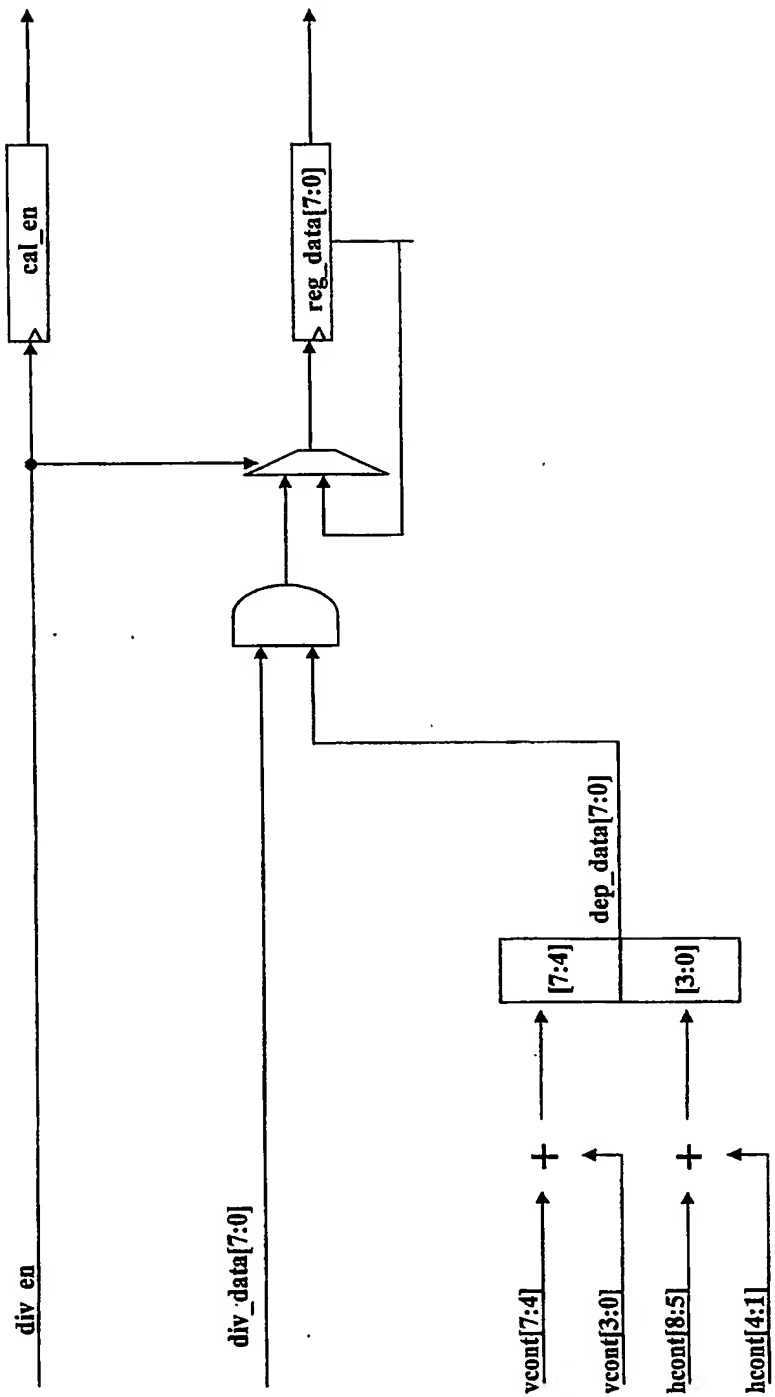 div_en
cal_en
div_data[7:0]
reg_data[7:0]
dep_data[7:0]
vcont[7:4]
+
[7:4]
vcont[3:0]
hcont[8:5]
+
[3:0]
hcont[4:1]